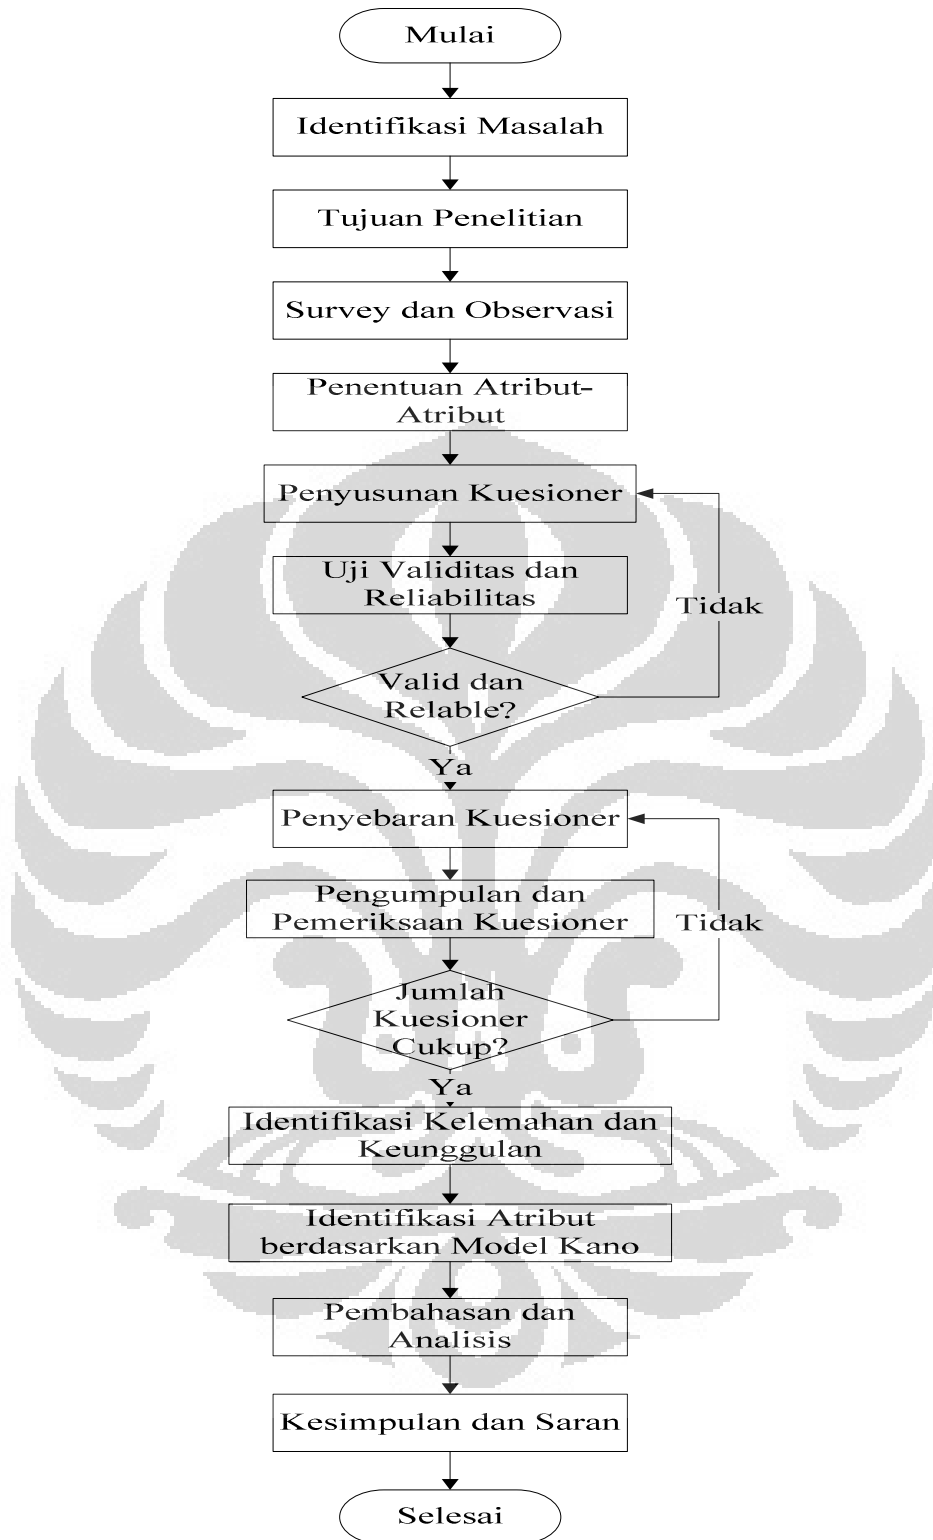 Mulai
Identifikasi Masalah
Tujuan Penelitian
Survey dan Observasi
Penentuan Atribut-
Atribut
Penyusunan Kuesioner
Uji Validitas dan
Reliabilitas
Tidak
Valid dan
Relable?
Ya
Penyebaran Kuesioner
Pengumpulan dan
Pemeriksaan Kuesioner
Tidak
Jumlah
Kuesioner
Cukup?
Ya
Identifikasi Kelemahan dan
Keunggulan
Identifikasi Atribut
berdasarkan Model Kano
Pembahasan dan
Analisis
Kesimpulan dan Saran
Selesai